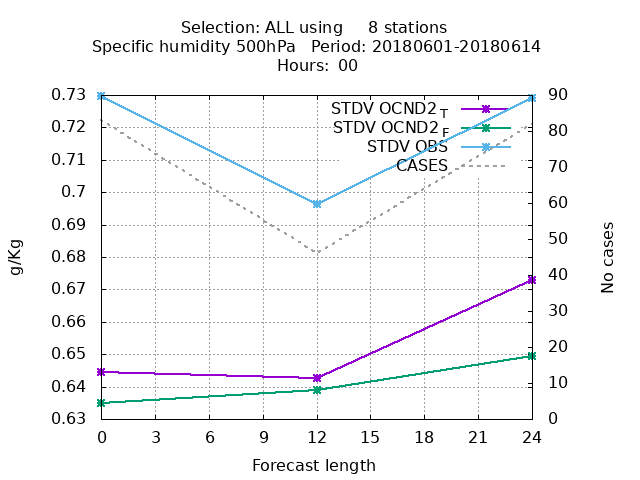 Selection: ALL using 8 stations
Specific humidity 500hPa Period: 20180601-20180614
Hours: 00
STDV OCND2 T
STDV OCND2 F
STDV OBS
CASES
0.73
0.72
0.71
0.7
0.69
0.68
0.67
0.66
0.65
0.64
0.63
90
80
70
60
50
40
30
20
10
0
g/Kg
No cases
0 3 6 9 12 15 18 21 24
Forecast length